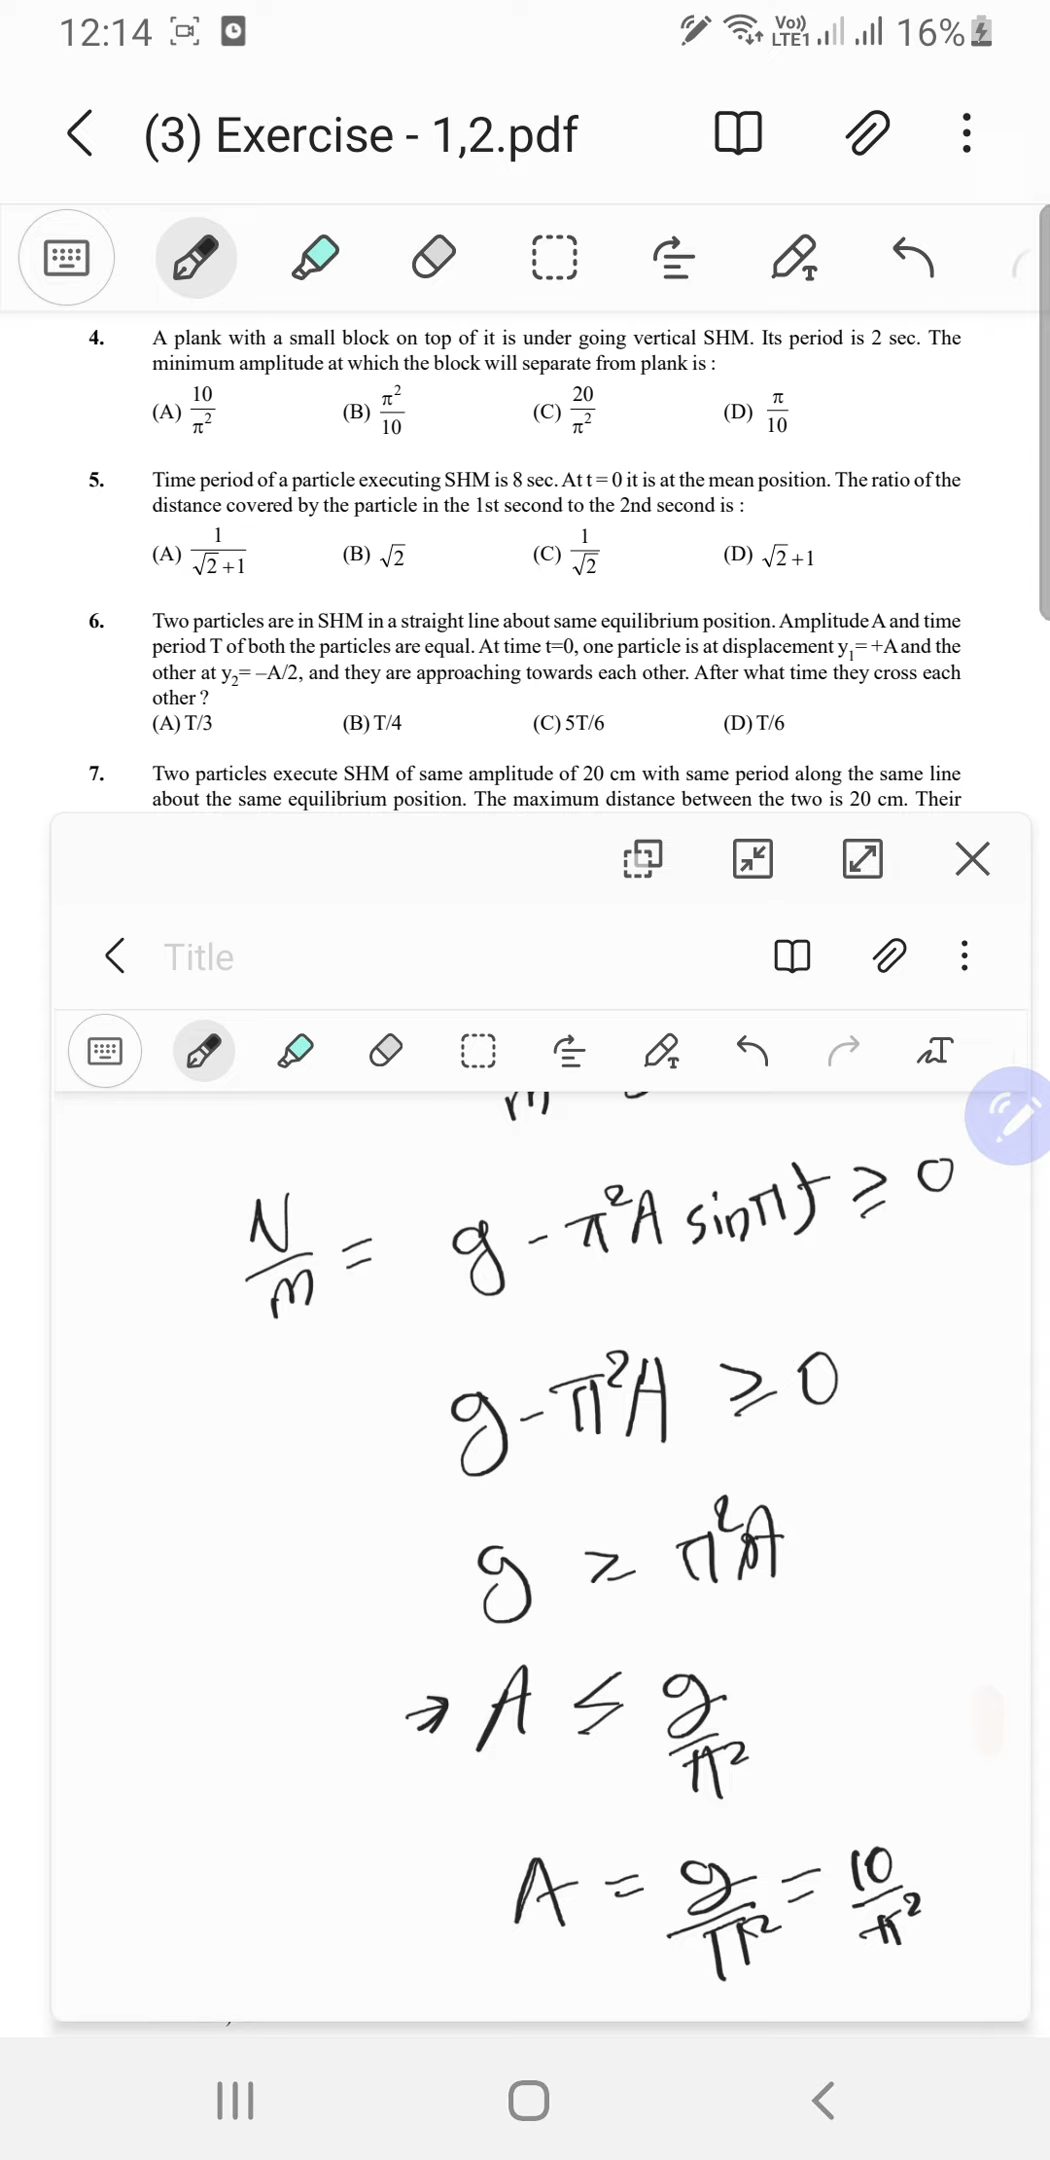 12:14 Vo)) LTE1 16%
(3) Exercise - 1,2.pdf
T
4. A plank with a small block on top of it is under going vertical SHM. Its period is 2 sec. The
minimum amplitude at which the block will separate from plank is :
(A) 10/π² (B) π²/10 (C) 20/π² (D) π/10
5. Time period of a particle executing SHM is 8 sec. At t = 0 it is at the mean position. The ratio of the
distance covered by the particle in the 1st second to the 2nd second is :
(A) 1/(√2+1) (B) √2 (C) 1/√2 (D) √2+1
6. Two particles are in SHM in a straight line about same equilibrium position. Amplitude A and time
period T of both the particles are equal. At time t=0, one particle is at displacement y₁= +A and the
other at y₂= –A/2, and they are approaching towards each other. After what time they cross each
other ?
(A) T/3 (B) T/4 (C) 5T/6 (D) T/6
7. Two particles execute SHM of same amplitude of 20 cm with same period along the same line
about the same equilibrium position. The maximum distance between the two is 20 cm. Their
Title
T T
N/m = g - π²A sinπt ≥ 0
g - π²A ≥ 0
g ≥ π²A
→ A ≤ g/π²
A = g/π² = 10/π²